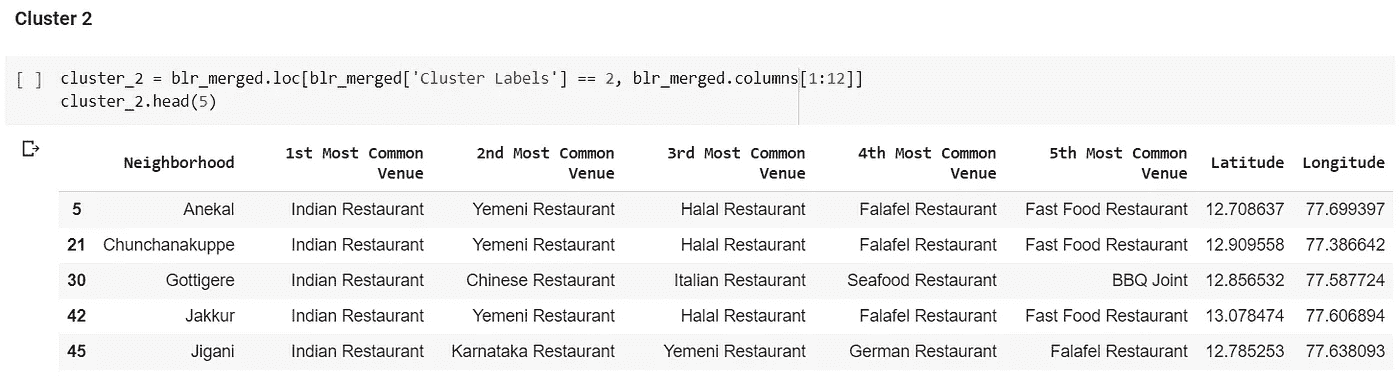 Cluster 2
[ ] cluster_2 = blr_merged.loc[blr_merged['Cluster Labels'] == 2, blr_merged.columns[1:12]]
cluster_2.head(5)
Neighborhood 1st Most Common Venue 2nd Most Common Venue 3rd Most Common Venue 4th Most Common Venue 5th Most Common Venue Latitude Longitude
5 Anekal Indian Restaurant Yemeni Restaurant Halal Restaurant Falafel Restaurant Fast Food Restaurant 12.708637 77.699397
21 Chunchanakuppe Indian Restaurant Yemeni Restaurant Halal Restaurant Falafel Restaurant Fast Food Restaurant 12.909558 77.386642
30 Gottigere Indian Restaurant Chinese Restaurant Italian Restaurant Seafood Restaurant BBQ Joint 12.856532 77.587724
42 Jakkur Indian Restaurant Yemeni Restaurant Halal Restaurant Falafel Restaurant Fast Food Restaurant 13.078474 77.606894
45 Jigani Indian Restaurant Karnataka Restaurant Yemeni Restaurant German Restaurant Falafel Restaurant 12.785253 77.638093